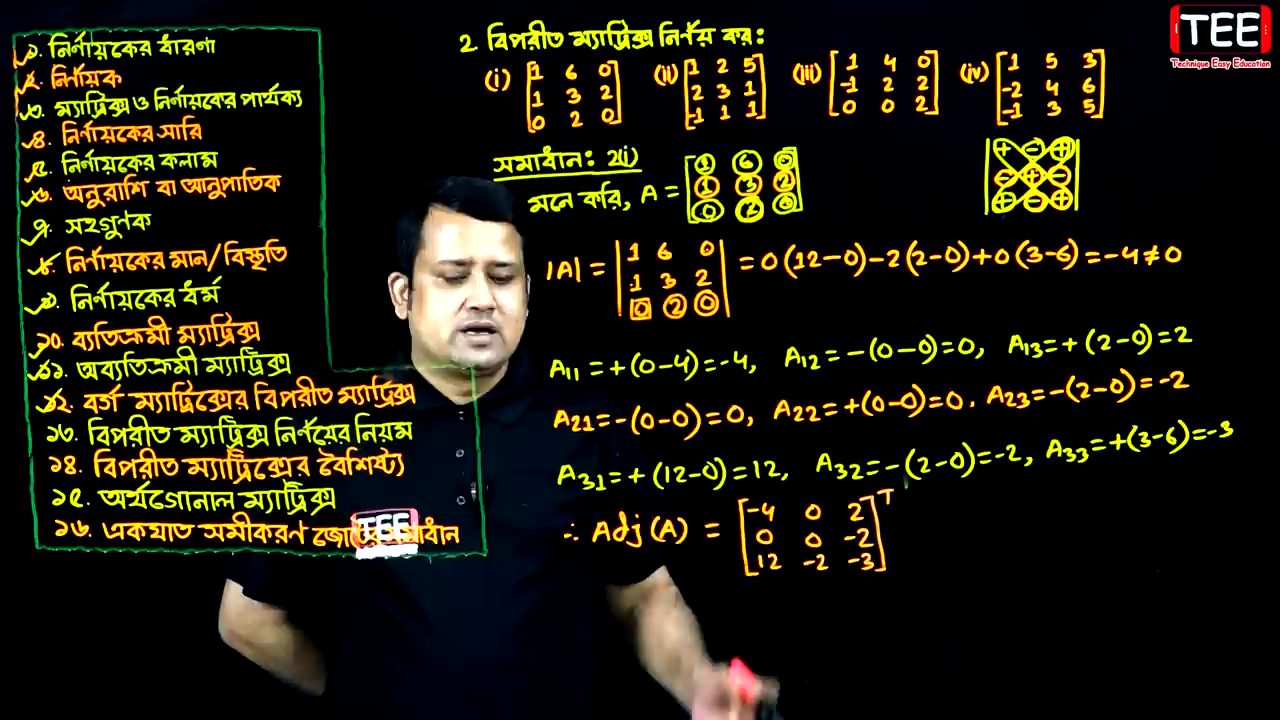 ১. নির্ণায়কের ধারণা
২. নির্ণায়ক
৩. ম্যাট্রিক্স ও নির্ণায়কের পার্থক্য
৪. নির্ণায়কের সারি
৫. নির্ণায়কের কলাম
৬. অনুরাশি বা আনুপাতিক
৭. সহগুণক
৮. নির্ণায়কের মান/বিস্তৃতি
৯. নির্ণায়কের ধর্ম
১০. ব্যতিক্রমী ম্যাট্রিক্স
১১. অব্যতিক্রমী ম্যাট্রিক্স
১২. বর্গ ম্যাট্রিক্সের বিপরীত ম্যাট্রিক্স
১৩. বিপরীত ম্যাট্রিক্স নির্ণয়ের নিয়ম
১৪. বিপরীত ম্যাট্রিক্সের বৈশিষ্ট্য
১৫. অর্থগোনাল ম্যাট্রিক্স
১৬. একঘাত সমীকরণ জোটের সমাধান
TEE
2. বিপরীত ম্যাট্রিক্স নির্ণয় কর:
(i) [1 6 0
1 3 2
0 2 0]
(ii) [1 2 5
2 3 1
-1 1 1]
(iii) [1 4 0
-1 2 2
0 0 2]
(iv) [1 5 3
-2 4 6
-1 3 5]
সমাধান: 2(i)
মনে করি, A = [1 6 0
1 3 2
0 2 0]
|+ - +
- + -
+ - +|
|A| = |1 6 0
1 3 2
0 2 0| = 0(12-0)-2(2-0)+0(3-6) = -4 ≠ 0
A11 = +(0-4) = -4, A12 = -(0-0) = 0, A13 = +(2-0) = 2
A21 = -(0-0) = 0, A22 = +(0-0) = 0. A23 = -(2-0) = -2
A31 = +(12-0) = 12, A32 = -(2-0) = -2, A33 = +(3-6) = -3
∴ Adj(A) = [-4 0 2
0 0 -2
12 -2 -3]T
TEE
Technique Easy Education